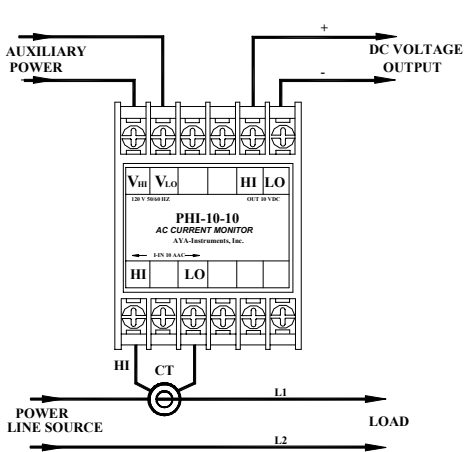 +
AUXILIARY
POWER
DC VOLTAGE
OUTPUT
-
VHI VLO HI LO
120 V 50/60 HZ OUT 10 VDC
PHI-10-10
AC CURRENT MONITOR
AYA-Instruments, Inc.
I-IN 10 AAC
HI LO
HI CT
L1
POWER
LINE SOURCE
LOAD
L2